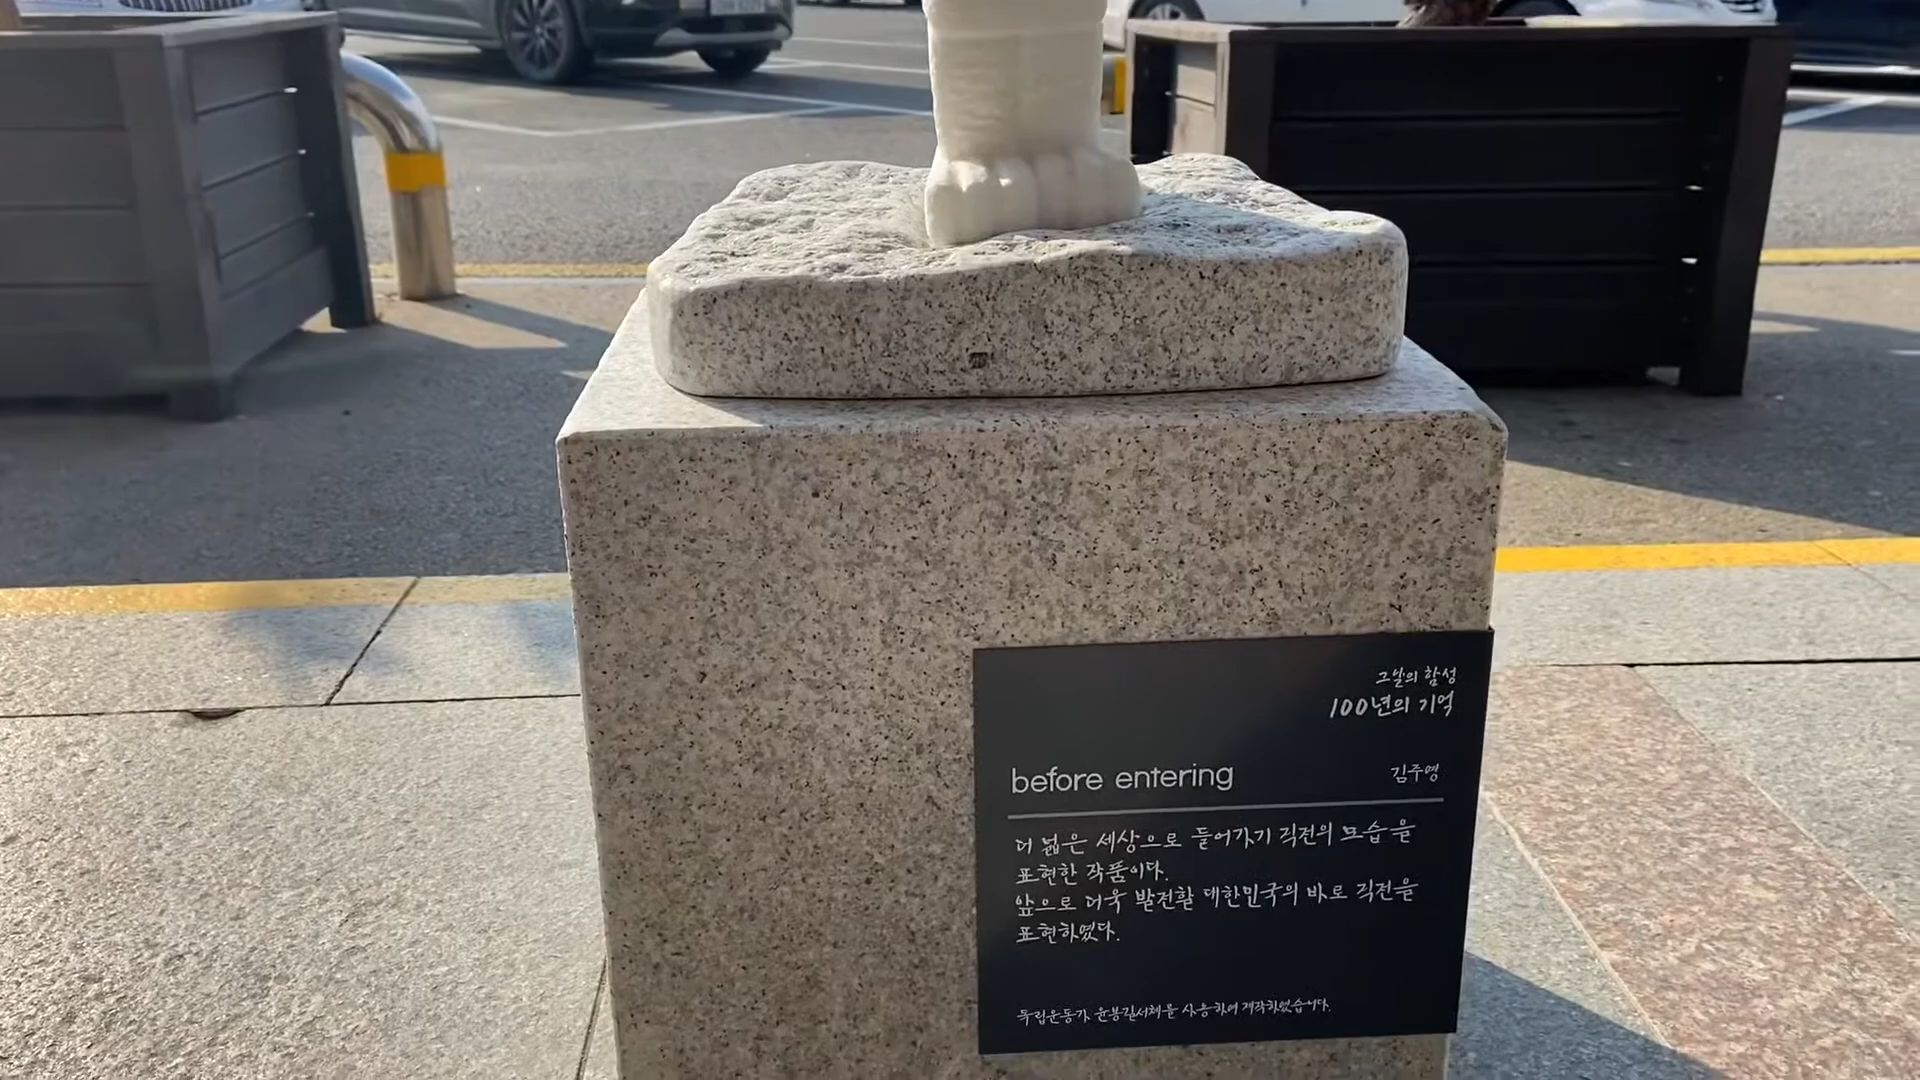 그날의 함성
100년의 기억
before entering 김주영
더 넓은 세상으로 들어가기 직전의 모습을
표현한 작품이다.
앞으로 더욱 발전할 대한민국의 바로 직전을
표현하였다.
독립운동가 윤봉길서체를 사용하여 제작하였습니다.